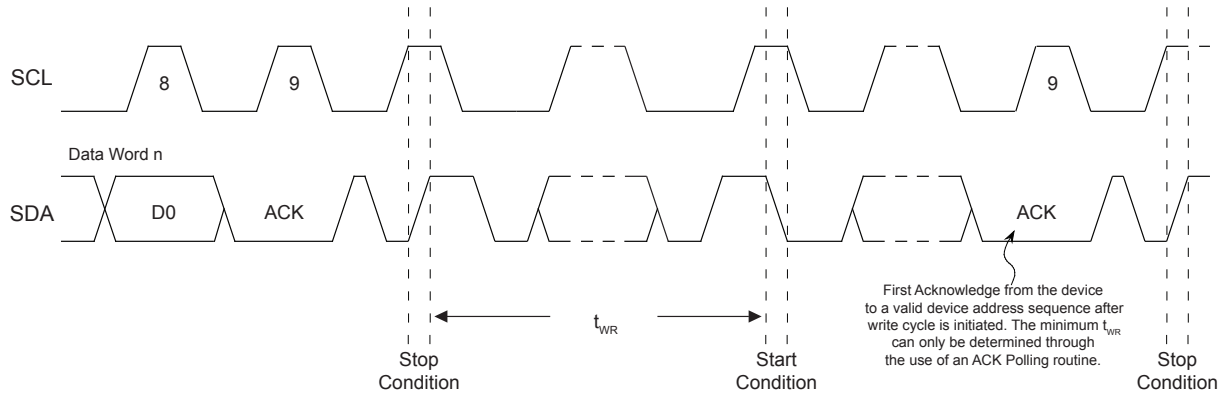 SCL
8
9
9
Data Word n
SDA
D0
ACK
ACK
First Acknowledge from the device
to a valid device address sequence after
write cycle is initiated. The minimum tWR
can only be determined through
the use of an ACK Polling routine.
tWR
Stop
Condition
Start
Condition
Stop
Condition